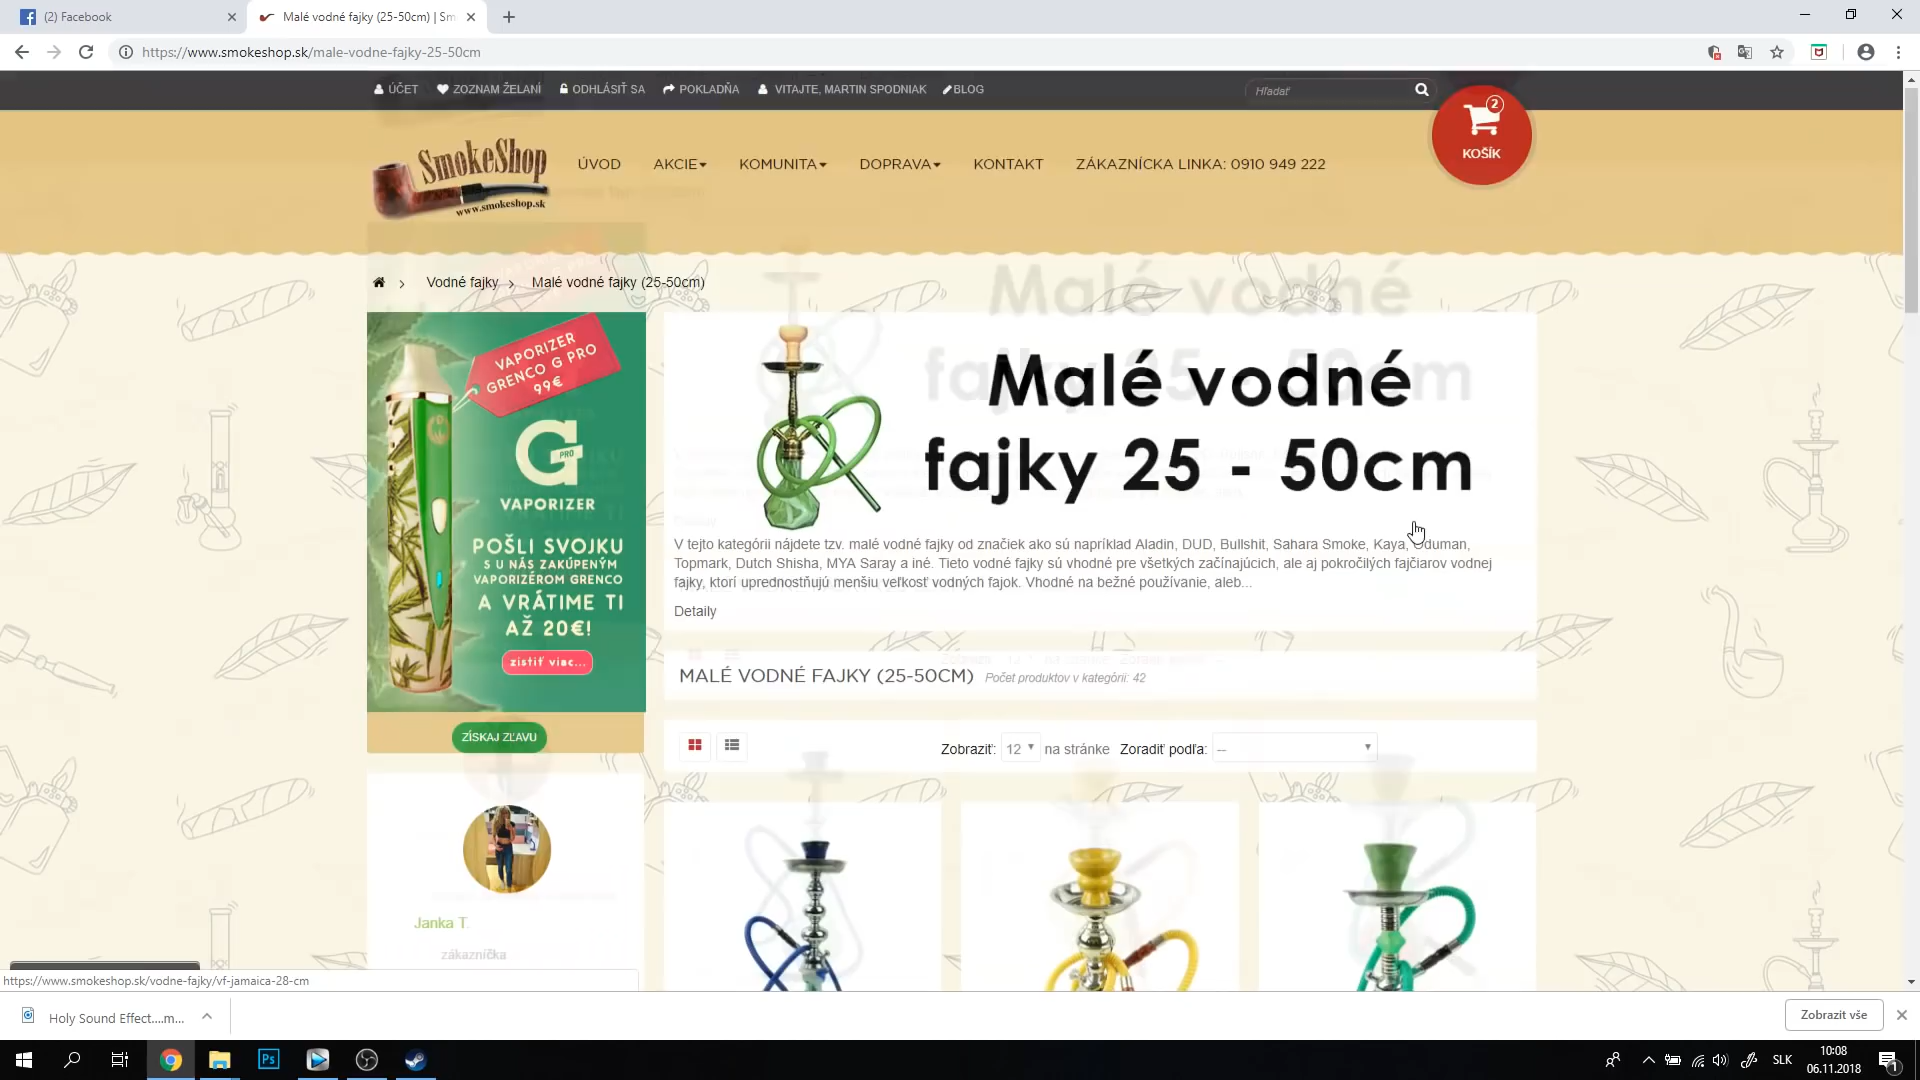 (2) Facebook
Malé vodné fajky (25-50cm) | Sm
https://www.smokeshop.sk/male-vodne-fajky-25-50cm
ÚČET
ZOZNAM ŽELANÍ
ODHLÁSIŤ SA
POKLADŇA
VITAJTE, MARTIN SPODNIAK
BLOG
Hľadať
2
KOŠÍK
SmokeShop
www.smokeshop.sk
ÚVOD
AKCIE
KOMUNITA
DOPRAVA
KONTAKT
ZÁKAZNÍCKA LINKA: 0910 949 222
Vodné fajky
Malé vodné fajky (25-50cm)
VAPORIZER
GRENCO G PRO
99€
G
PRO
VAPORIZER
POŠLI SVOJKU
S U NÁS ZAKÚPENÝM
VAPORIZÉROM GRENCO
A VRÁTIME TI
AŽ 20€!
zistiť viac...
ZÍSKAJ ZĽAVU
Janka T.
zákazníčka
Malé vodné
fajky 25 - 50cm
V tejto kategórii nájdete tzv. malé vodné fajky od značiek ako sú napríklad Aladin, DUD, Bullshit, Sahara Smoke, Kaya, Oduman,
Topmark, Dutch Shisha, MYA Saray a iné. Tieto vodné fajky sú vhodné pre všetkých začínajúcich, ale aj pokročilých fajčiarov vodnej
fajky, ktorí uprednostňujú menšiu veľkosť vodných fajok. Vhodné na bežné používanie, aleb...
Detaily
MALÉ VODNÉ FAJKY (25-50CM) Počet produktov v kategórii: 42
Zobraziť: 12 na stránke Zoradiť podľa: --
https://www.smokeshop.sk/vodne-fajky/vf-jamaica-28-cm
Holy Sound Effect....m...
Zobrazit vše
Ps
SLK
10:08
06.11.2018
1